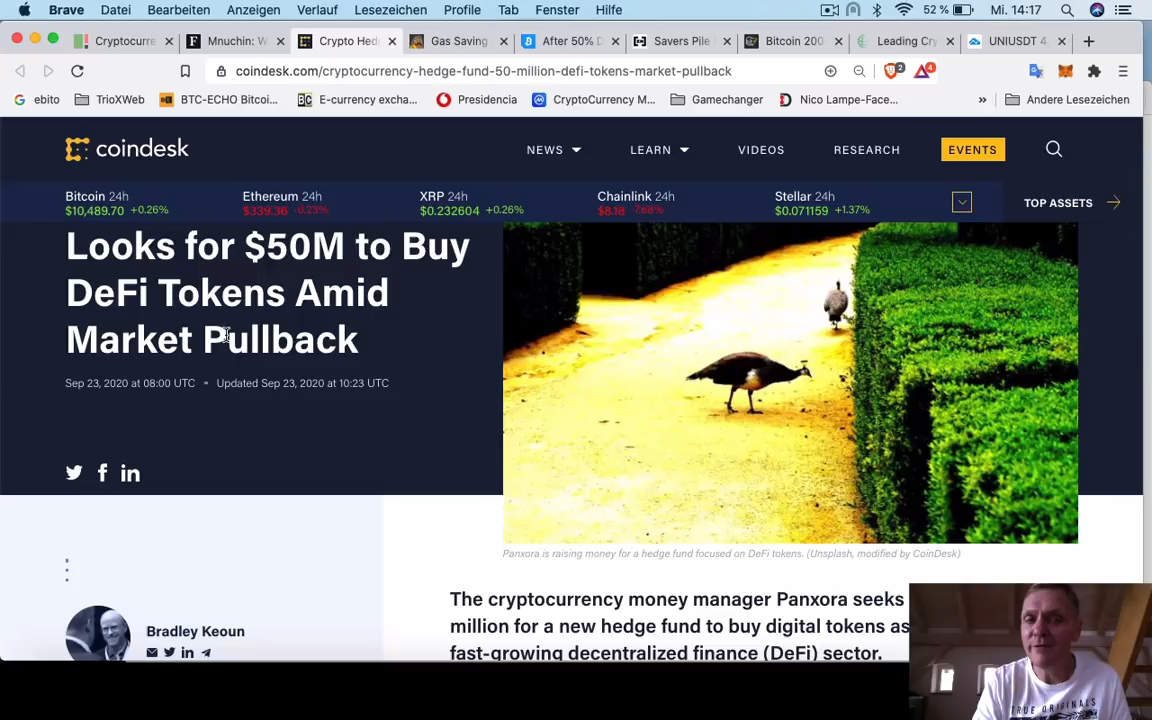 Brave Datei Bearbeiten Anzeigen Verlauf Lesezeichen Profile Tab Fenster Hilfe 52 % Mi. 14:17
Cryptocurre Mnuchin: W Crypto Hed Gas Saving After 50% D Savers Pile Bitcoin 200 Leading Cry UNIUSDT 4
coindesk.com/cryptocurrency-hedge-fund-50-million-defi-tokens-market-pullback 2 4
ebito TrioXWeb BTC-ECHO Bitcoi... E-currency excha... Presidencia CryptoCurrency M... Gamechanger Nico Lampe-Face... » Andere Lesezeichen
coindesk NEWS LEARN VIDEOS RESEARCH EVENTS
Bitcoin 24h Ethereum 24h XRP 24h Chainlink 24h Stellar 24h
$10,489.70 +0.26% $339.36 -0.23% $0.232604 +0.26% $8.18 -7.68% $0.071159 +1.37%
TOP ASSETS
Looks for $50M to Buy
DeFi Tokens Amid
Market Pullback
Sep 23, 2020 at 08:00 UTC Updated Sep 23, 2020 at 10:23 UTC
Panxora is raising money for a hedge fund focused on DeFi tokens. (Unsplash, modified by CoinDesk)
The cryptocurrency money manager Panxora seeks
million for a new hedge fund to buy digital tokens as
fast-growing decentralized finance (DeFi) sector.
Bradley Keoun
TRUE ORIGINALS